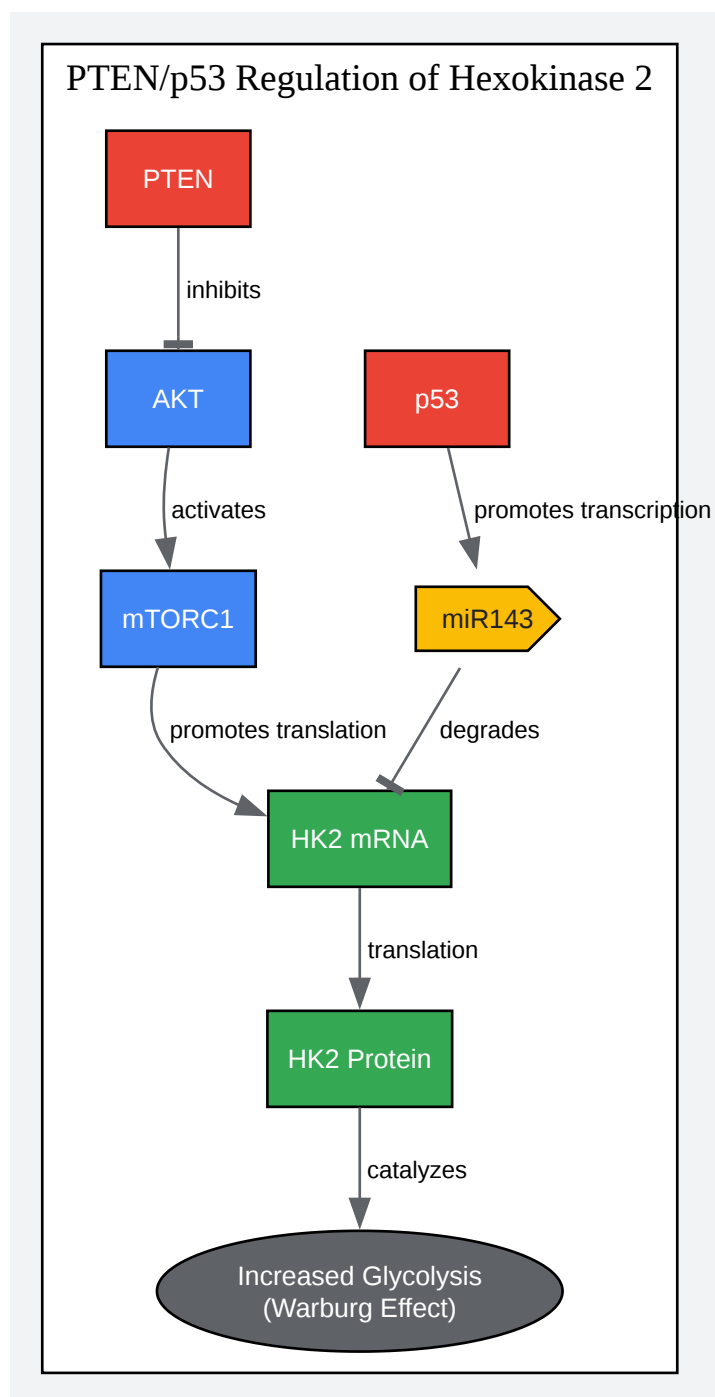 PTEN/p53 Regulation of Hexokinase 2
PTEN
inhibits
AKT
p53
activates
promotes transcription
mTORC1
miR143
promotes translation
degrades
HK2 mRNA
translation
HK2 Protein
catalyzes
Increased Glycolysis
(Warburg Effect)